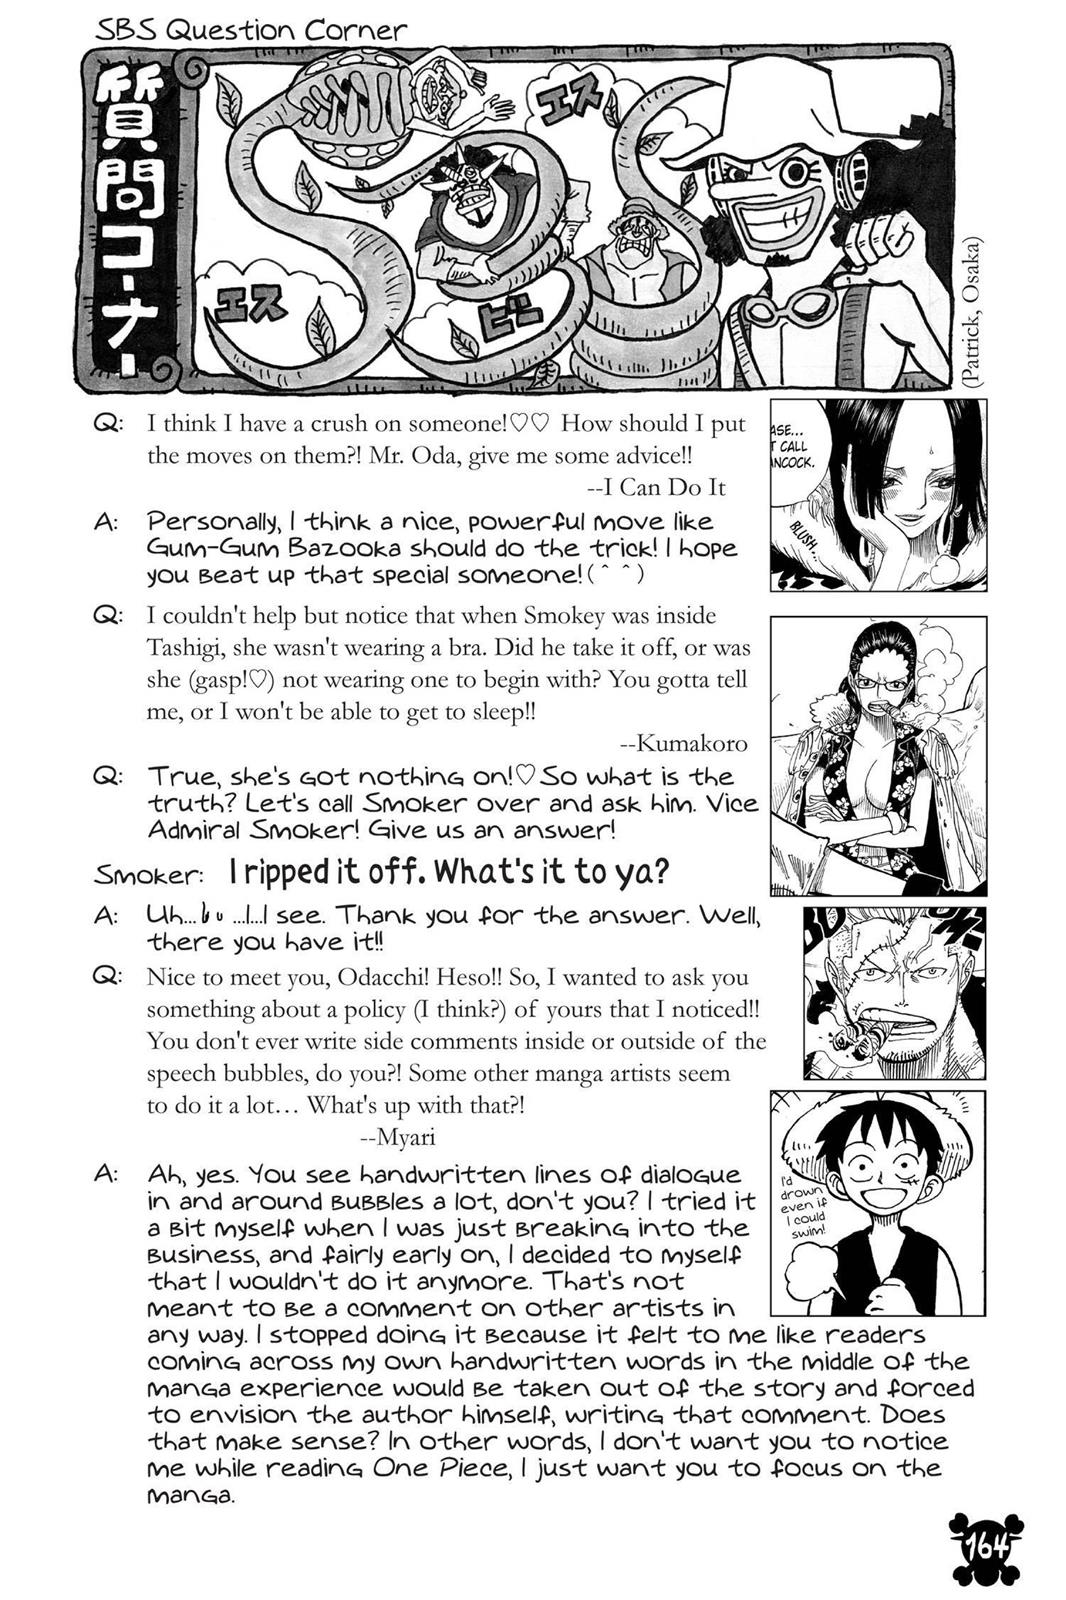 SBS Question Corner
質問コーナー
エス
エス
ビー
(Patrick, Osaka)
Q: I think I have a crush on someone!♡♡ How should I put
the moves on them?! Mr. Oda, give me some advice!!
--I Can Do It
A: Personally, I think a nice, powerful move like
Gum-Gum Bazooka should do the trick! I hope
you beat up that special someone!(^ ^)
ASE...
T CALL
NCOCK.
BLUSH...
Q: I couldn't help but notice that when Smokey was inside
Tashigi, she wasn't wearing a bra. Did he take it off, or was
she (gasp!♡) not wearing one to begin with? You gotta tell
me, or I won't be able to get to sleep!!
--Kumakoro
Q: True, she's got nothing on!♡ So what is the
truth? Let's call Smoker over and ask him. Vice
Admiral Smoker! Give us an answer!
Smoker: I ripped it off. What's it to ya?
A: Uh... ...I...I see. Thank you for the answer. Well,
there you have it!!
Q: Nice to meet you, Odacchi! Heso!! So, I wanted to ask you
something about a policy (I think?) of yours that I noticed!!
You don't ever write side comments inside or outside of the
speech bubbles, do you?! Some other manga artists seem
to do it a lot… What's up with that?!
--Myari
A: Ah, yes. You see handwritten lines of dialogue
in and around bubbles a lot, don't you? I tried it
a bit myself when I was just breaking into the
business, and fairly early on, I decided to myself
that I wouldn't do it anymore. That's not
meant to be a comment on other artists in
any way. I stopped doing it because it felt to me like readers
coming across my own handwritten words in the middle of the
manga experience would be taken out of the story and forced
to envision the author himself, writing that comment. Does
that make sense? In other words, I don't want you to notice
me while reading One Piece, I just want you to focus on the
manga.
I'd
drown
even if
I could
swim!
164